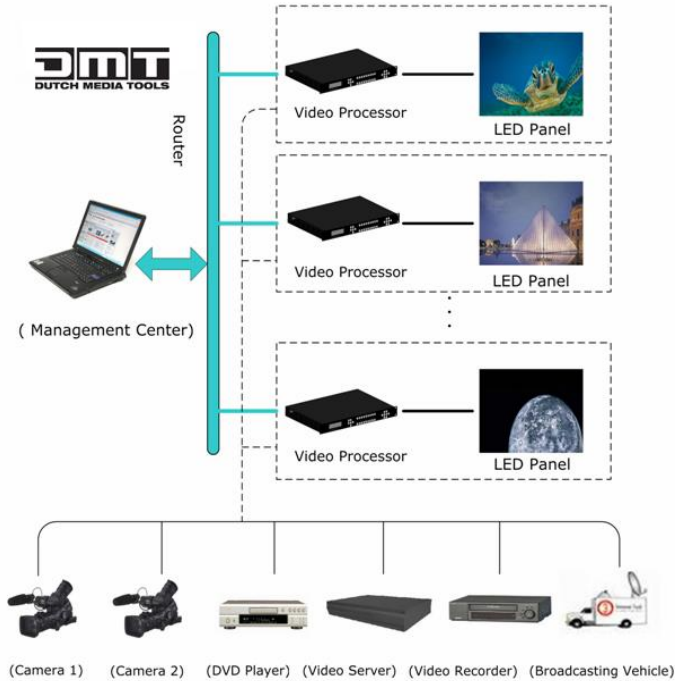 DMT
DUTCH MEDIA TOOLS
Router
Video Processor
LED Panel
Video Processor
LED Panel
( Management Center)
Video Processor
LED Panel
(Camera 1) (Camera 2) (DVD Player) (Video Server) (Video Recorder) (Broadcasting Vehicle)